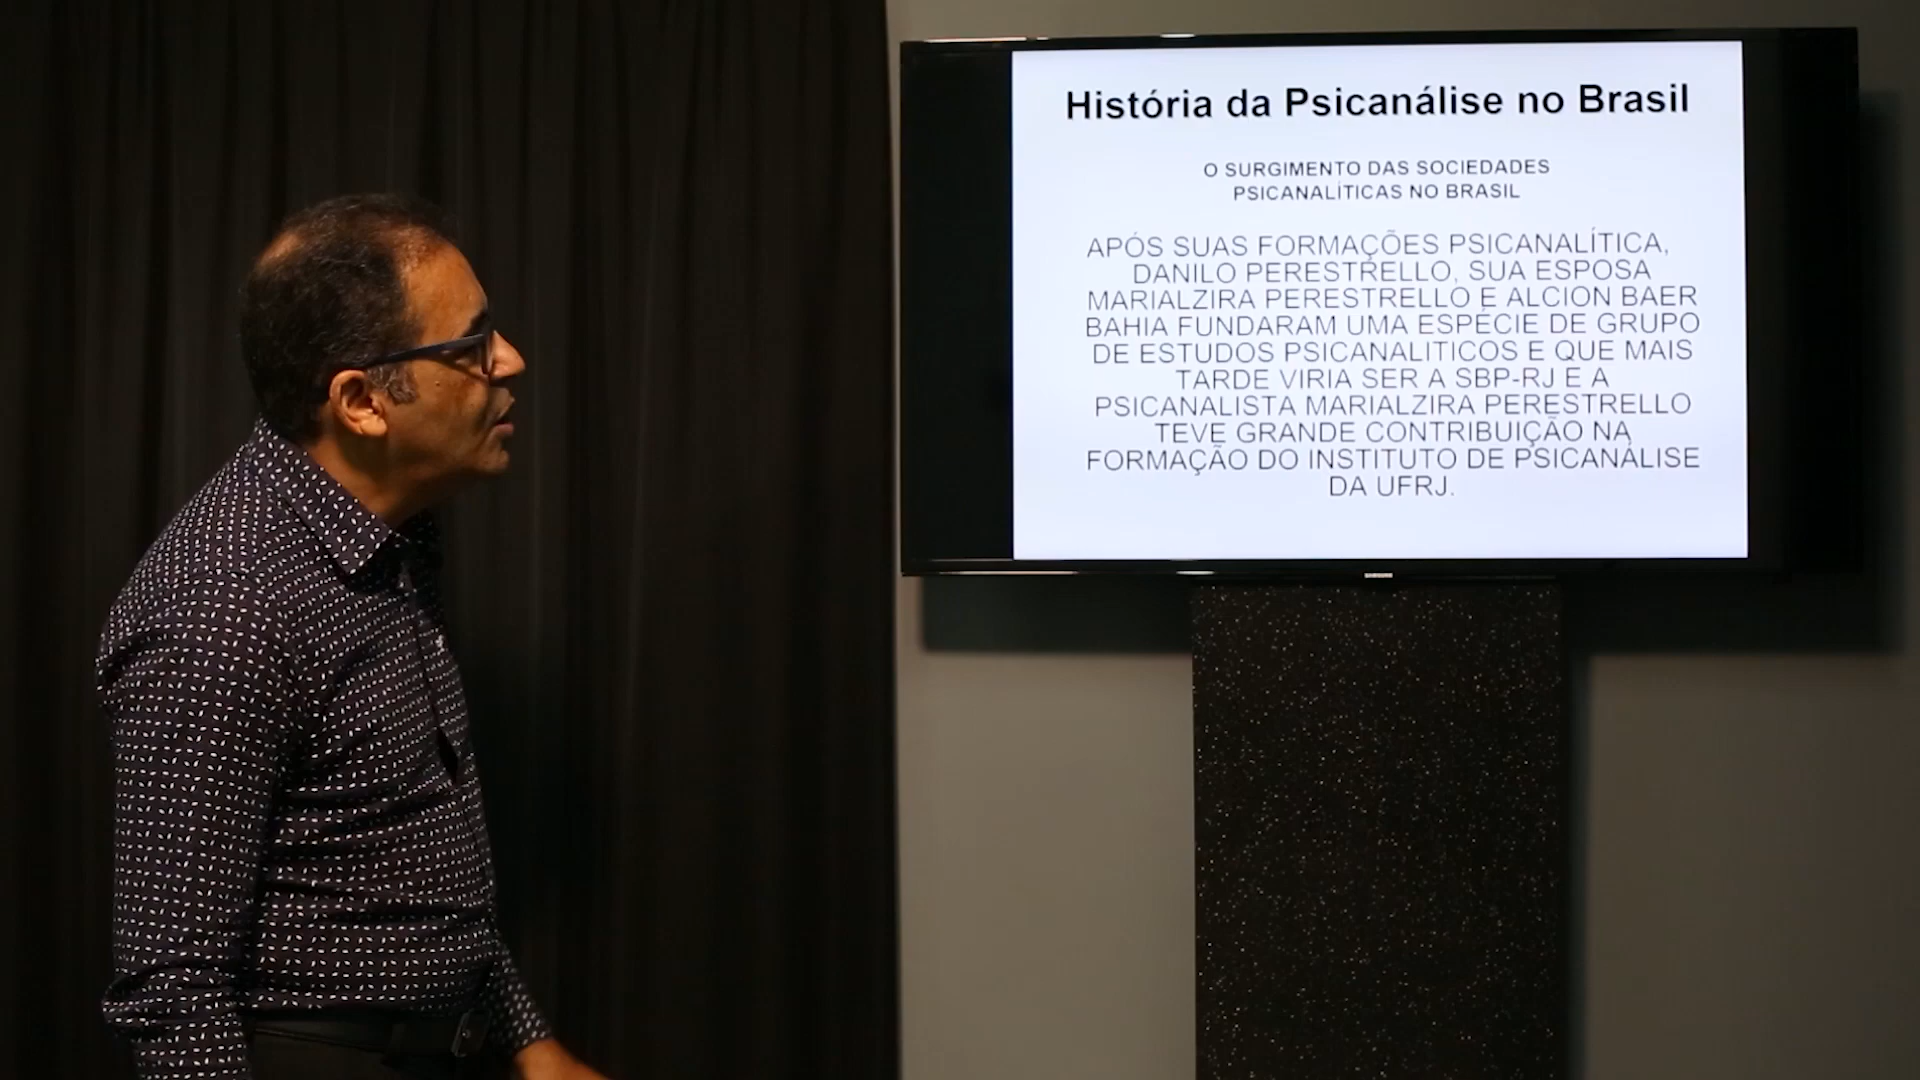 História da Psicanálise no Brasil
O SURGIMENTO DAS SOCIEDADES
PSICANALÍTICAS NO BRASIL
APÓS SUAS FORMAÇÕES PSICANALÍTICA,
DANILO PERESTRELLO, SUA ESPOSA
MARIALZIRA PERESTRELLO E ALCION BAER
BAHIA FUNDARAM UMA ESPÉCIE DE GRUPO
DE ESTUDOS PSICANALITICOS E QUE MAIS
TARDE VIRIA SER A SBP-RJ E A
PSICANALISTA MARIALZIRA PERESTRELLO
TEVE GRANDE CONTRIBUIÇÃO NA
FORMAÇÃO DO INSTITUTO DE PSICANÁLISE
DA UFRJ.